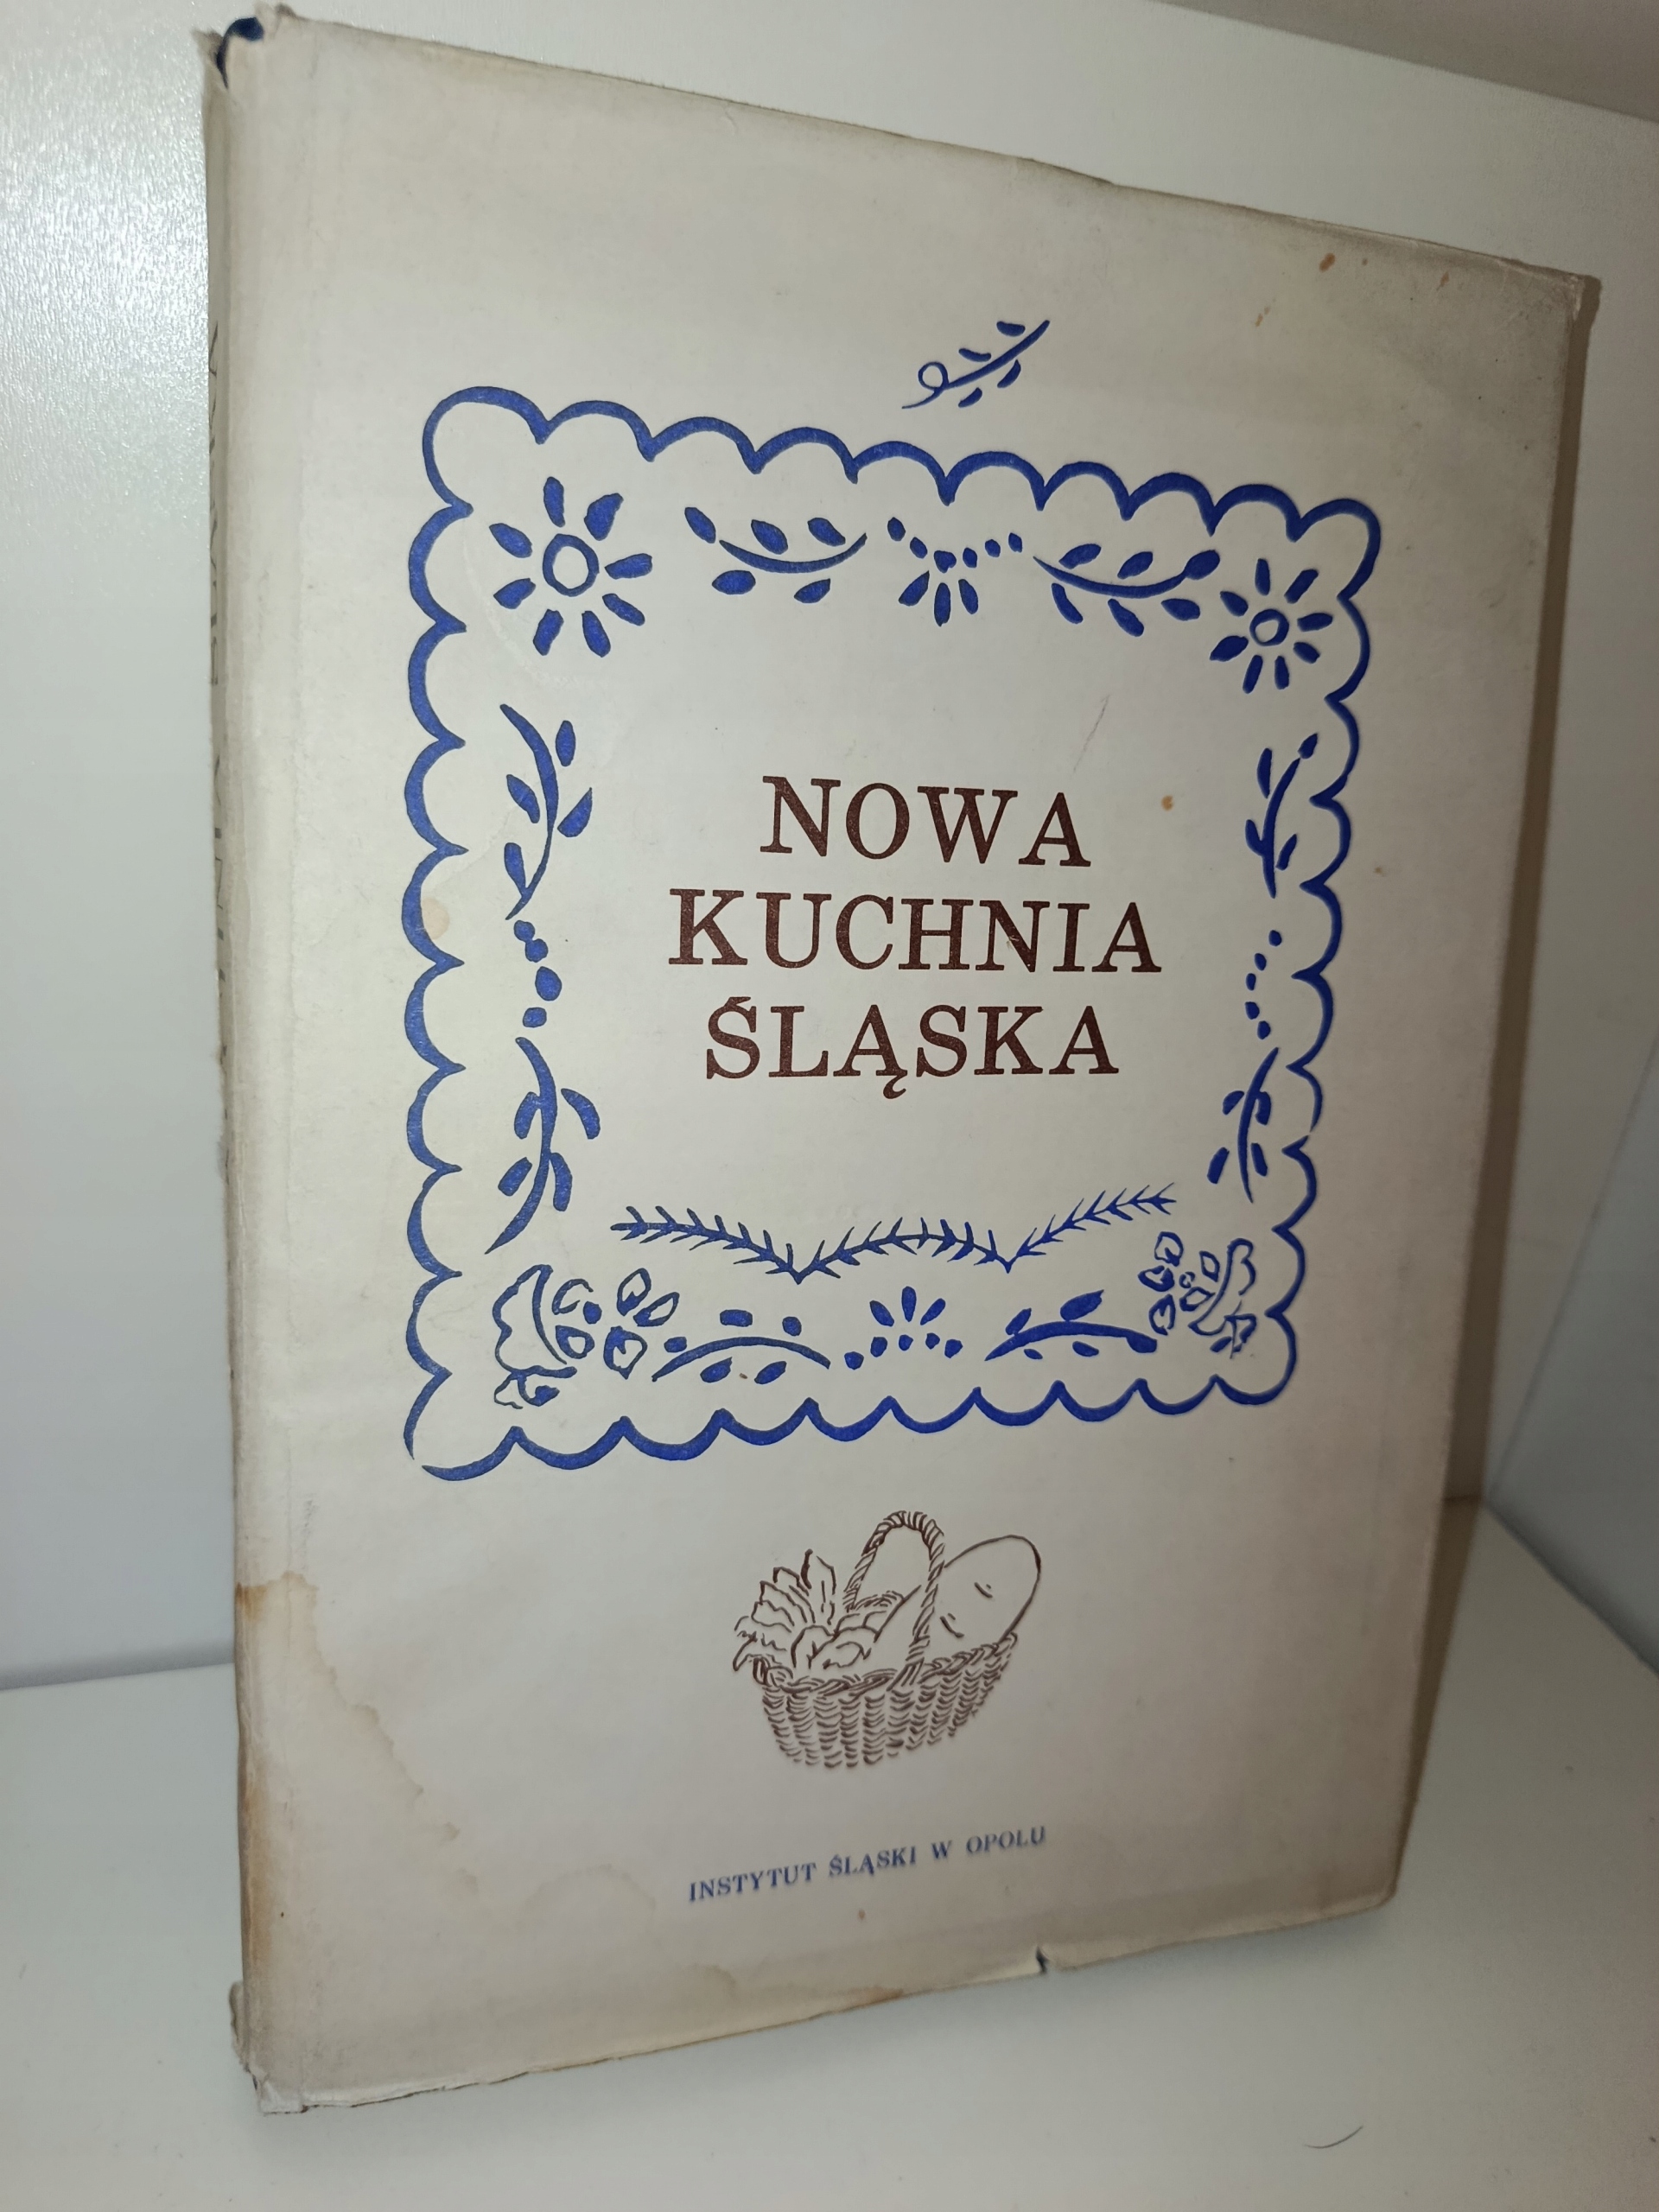 NOWA
KUCHNIA
ŚLĄSKA
INSTYTUT ŚLĄSKI W OPOLU